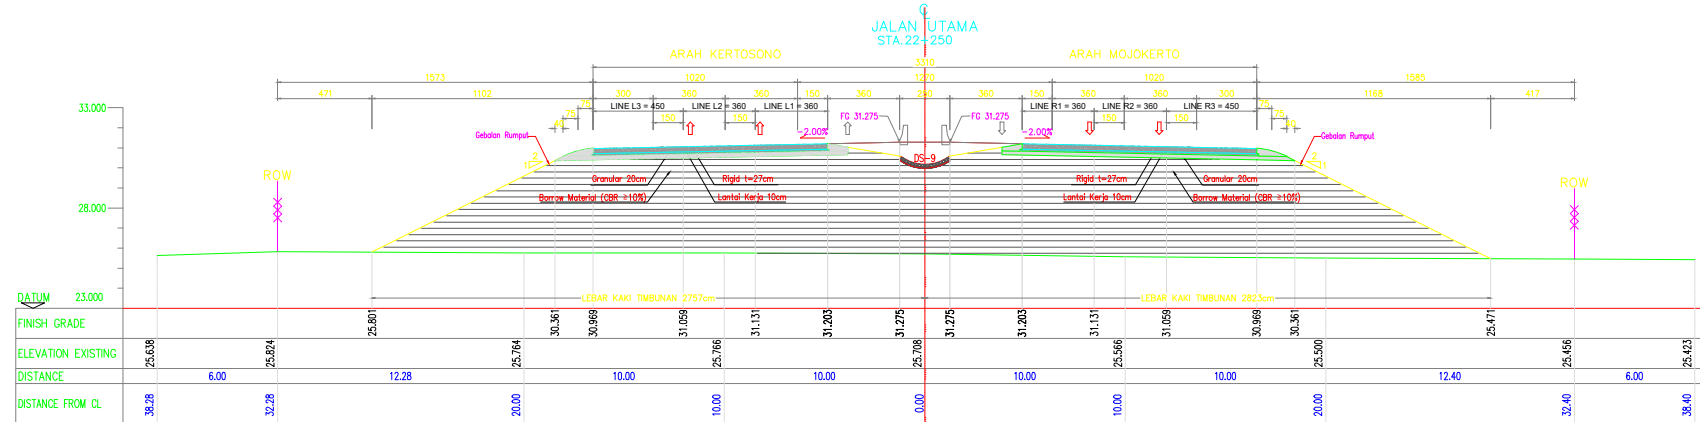 C L
JALAN UTAMA
STA.22+250
ARAH KERTOSONO
ARAH MOJOKERTO
3310
1573 1020 1270 1020 1585
471 1102 300 360 360 150 360 150 360 360 300 1168 417
33.000
75 LINE L3 = 450 LINE L2 = 360 LINE L1 = 360 LINE R1 = 360 LINE R2 = 360 LINE R3 = 450 75
75 150 150 FG 31.275 FG 31.275 150 150 75
Gebalan Rumput -2.00% -2.00% Gebalan Rumput
DS-9
ROW Granular 20cm Rigid t=27cm Rigid t=27cm Granular 20cm ROW
Borrow Material (CBR ≥10%) Lantai Kerja 10cm Lantai Kerja 10cm Borrow Material (CBR ≥10%)
28.000
DATUM 23.000 LEBAR KAKI TIMBUNAN 2757cm LEBAR KAKI TIMBUNAN 2823cm
FINISH GRADE 25.801 30.361 30.969 31.059 31.131 31.203 31.275 31.275 31.203 31.131 31.059 30.969 30.361 25.471
ELEVATION EXISTING 25.638 25.824 25.764 25.766 25.708 25.566 25.500 25.456 25.423
DISTANCE 6.00 12.28 10.00 10.00 10.00 10.00 12.40 6.00
DISTANCE FROM CL 38.28 32.28 20.00 10.00 0.00 10.00 20.00 32.40 38.40